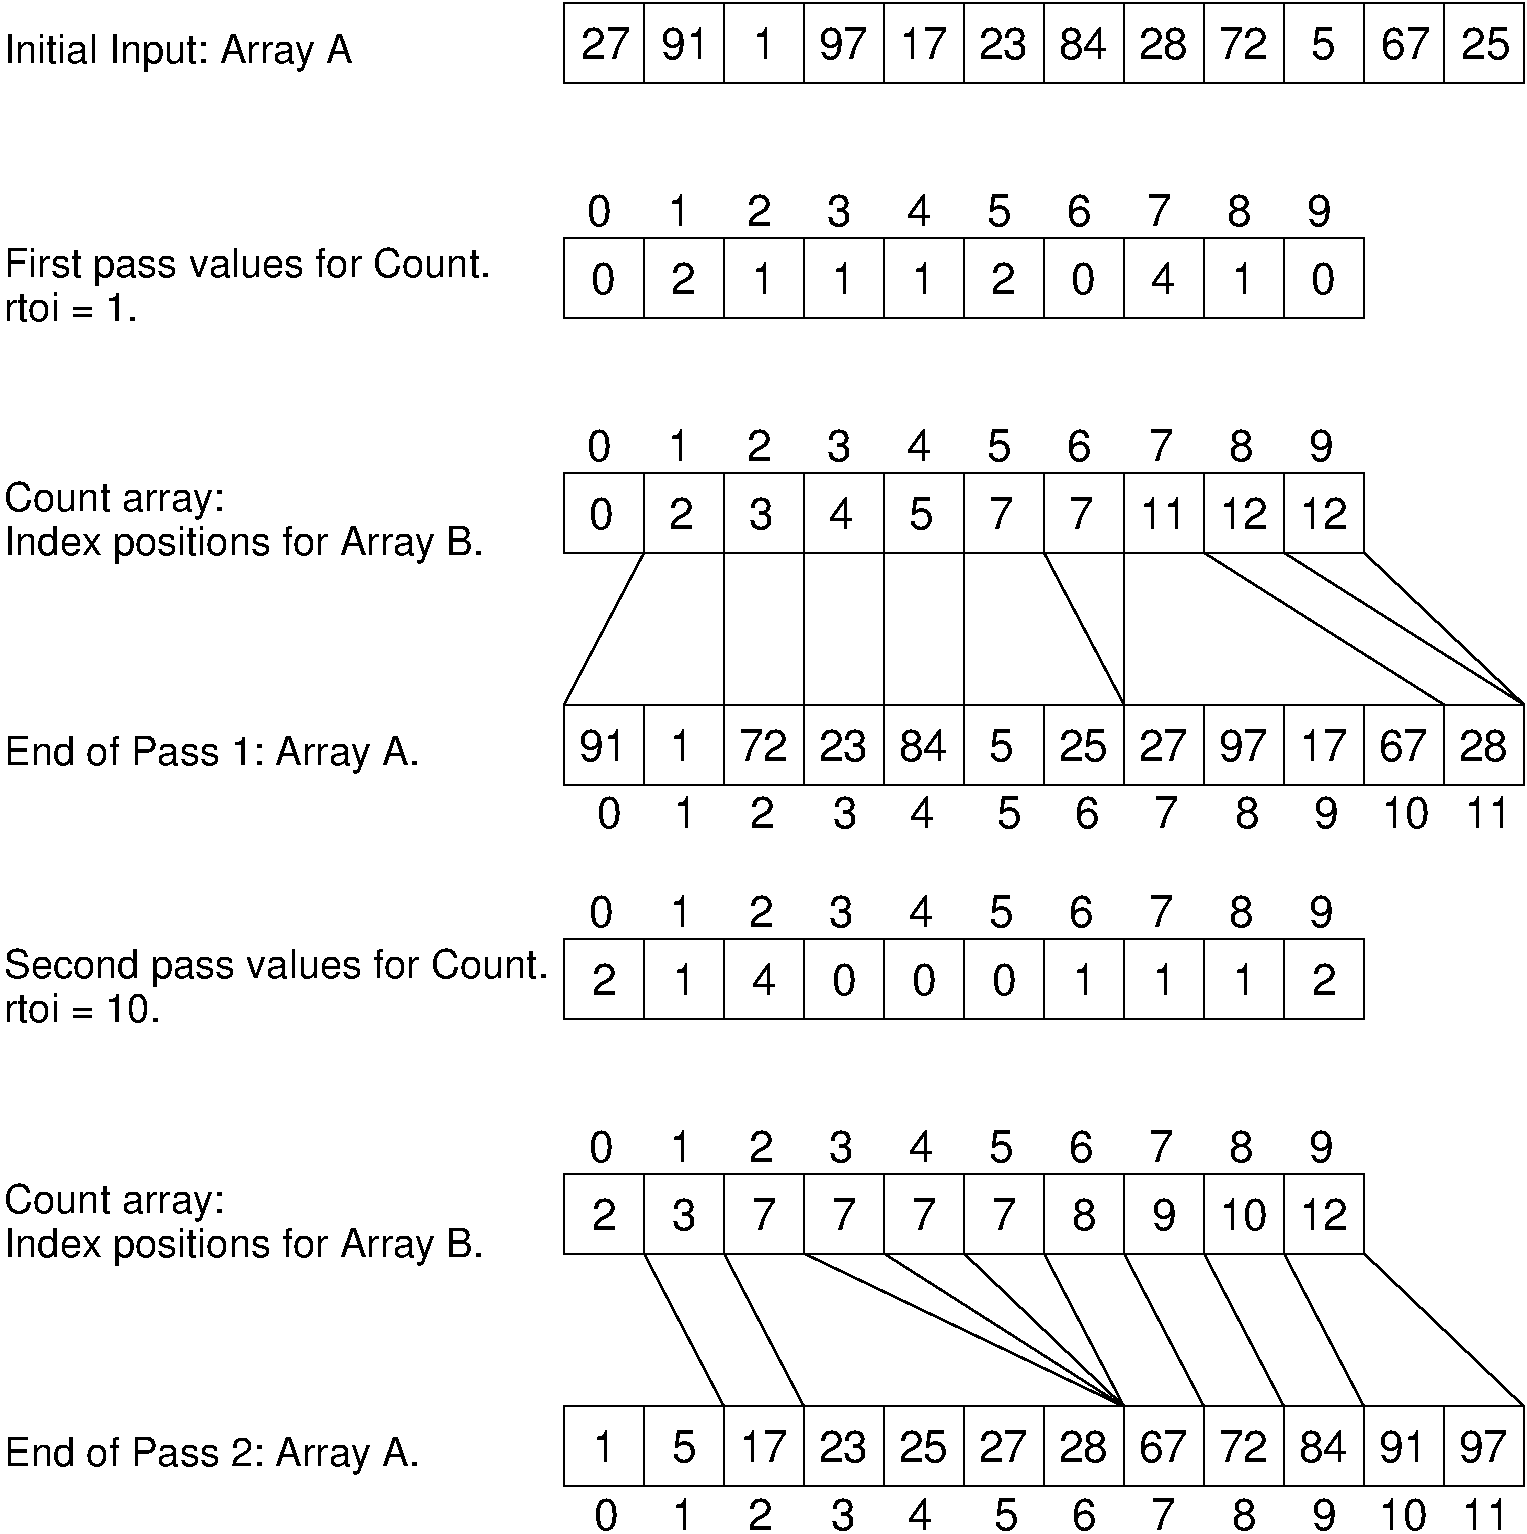 Initial Input: Array A 27 91 1 97 17 23 84 28 72 5 67 25
0 1 2 3 4 5 6 7 8 9
First pass values for Count.
rtoi = 1.
0 2 1 1 1 2 0 4 1 0
0 1 2 3 4 5 6 7 8 9
Count array:
Index positions for Array B.
0 2 3 4 5 7 7 11 12 12
End of Pass 1: Array A. 91 1 72 23 84 5 25 27 97 17 67 28
0 1 2 3 4 5 6 7 8 9 10 11
0 1 2 3 4 5 6 7 8 9
Second pass values for Count.
rtoi = 10.
2 1 4 0 0 0 1 1 1 2
0 1 2 3 4 5 6 7 8 9
Count array:
Index positions for Array B.
2 3 7 7 7 7 8 9 10 12
End of Pass 2: Array A. 1 5 17 23 25 27 28 67 72 84 91 97
0 1 2 3 4 5 6 7 8 9 10 11